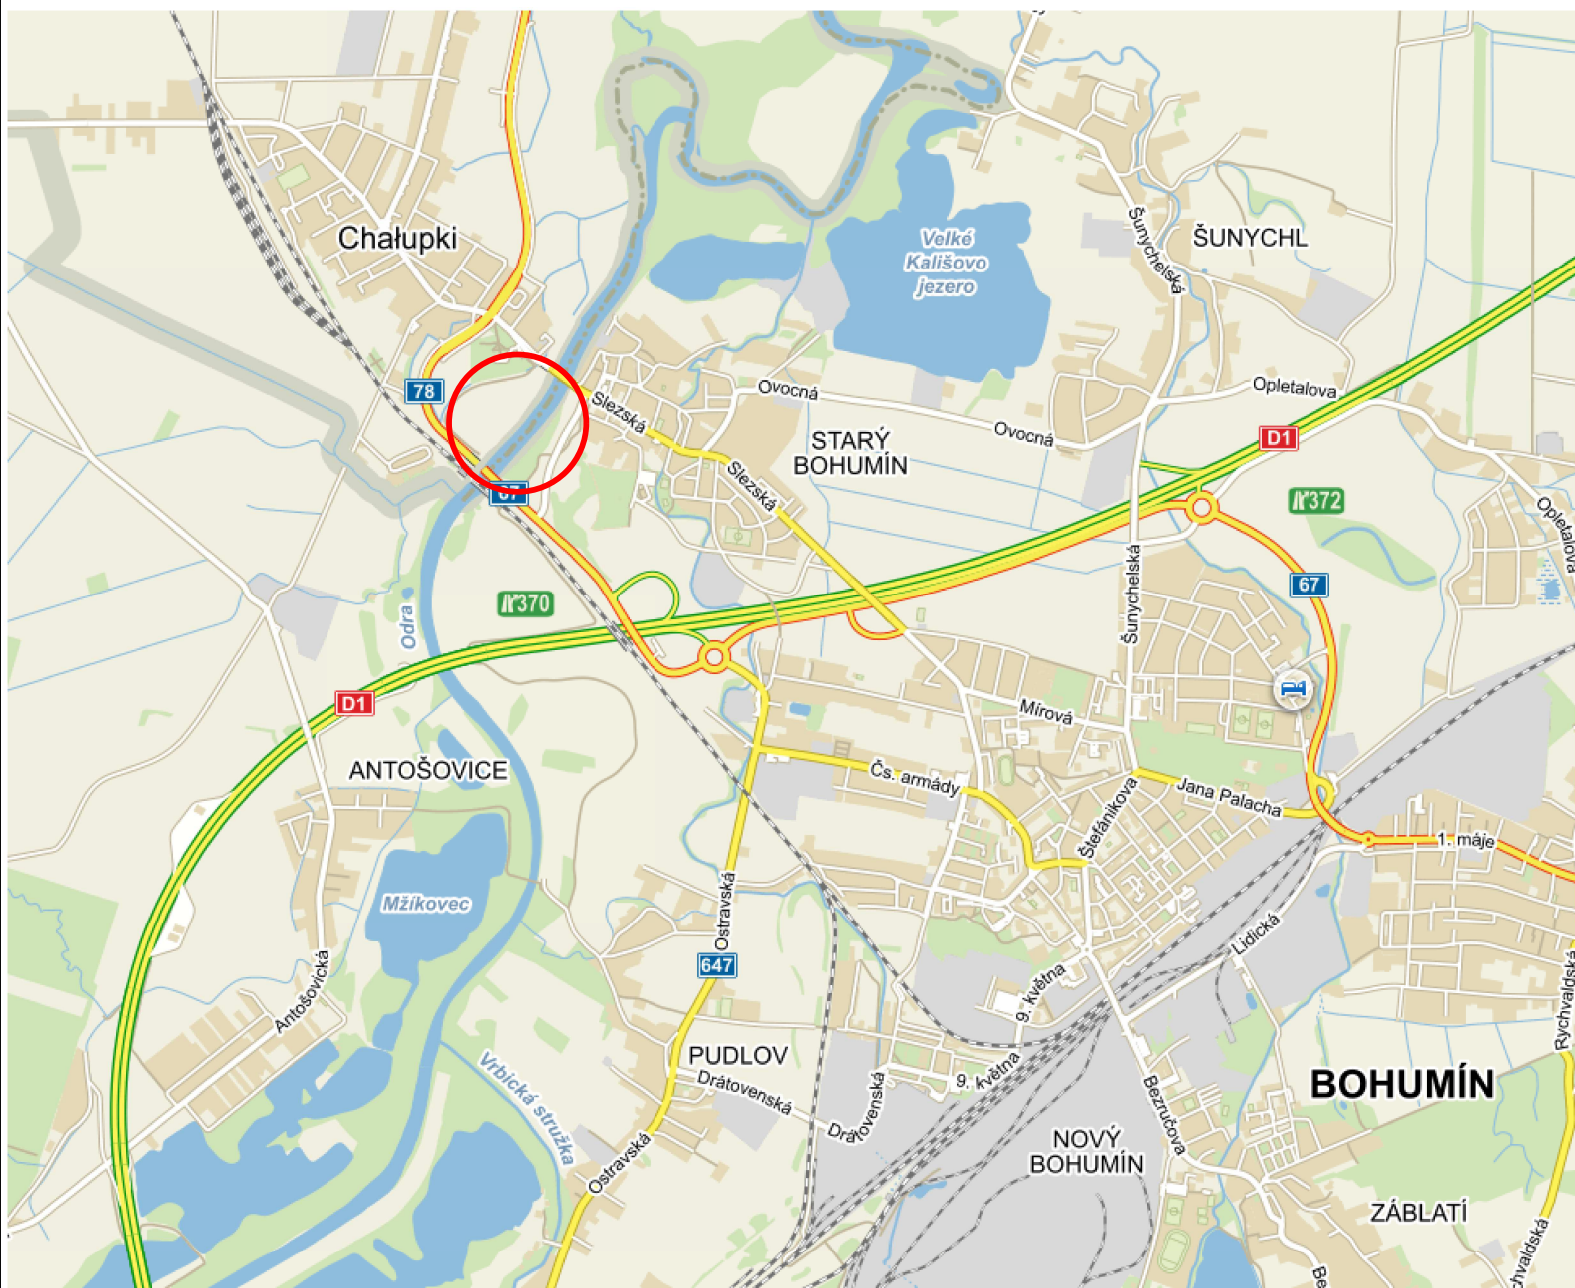 Chałupki
Velké
Kališovo
jezero
Šunychelská
ŠUNYCHL
78
Slezská
Ovocná
Ovocná
Opletalova
D1
STARÝ
BOHUMÍN
Slezská
67
372
Opletalova
Odra
370
Šunychelská
67
D1
Mírová
ANTOŠOVICE
Čs. armády
Jana Palacha
Štefánikova
1. máje
Mžíkovec
Ostravská
Lidická
647
Antošovická
9. května
Rychvaldská
PUDLOV
Drátovenská
9. května
Vrbická stružka
Drátovenská
Bezručova
BOHUMÍN
Ostravská
NOVÝ
BOHUMÍN
ZÁBLATÍ